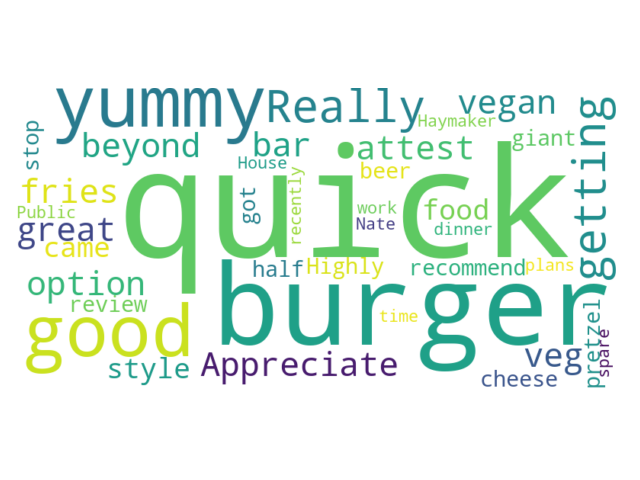 yummy
Really
vegan
Haymaker
stop
beyond
bar
attest
giant
getting
House
quick
fries
got
recently
beer
Public
work
food
great
Nate
dinner
came
half
Highly
recommend
plans
option
burger
review
good
time
pretzel
spare
style
Appreciate
veg
cheese